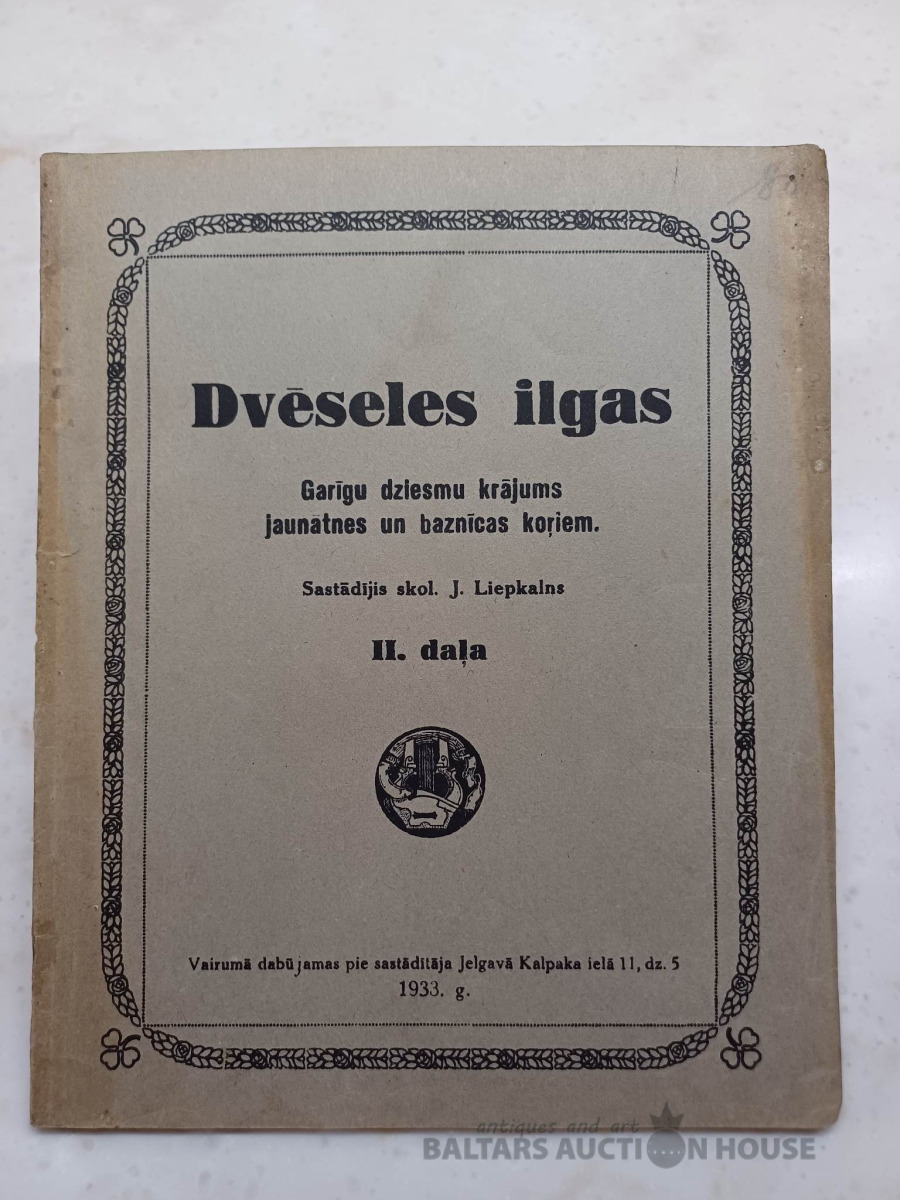 Dvēseles ilgas
Garīgu dziesmu krājums
jaunātnes un baznīcas koŗiem.
Sastādījis skol. J. Liepkalns
II. daļa
Vairumā dabūjamas pie sastādītāja Jelgavā Kalpaka ielā 11, dz. 5
1933. g.
antiques and art
BALTARS AUCTION HOUSE